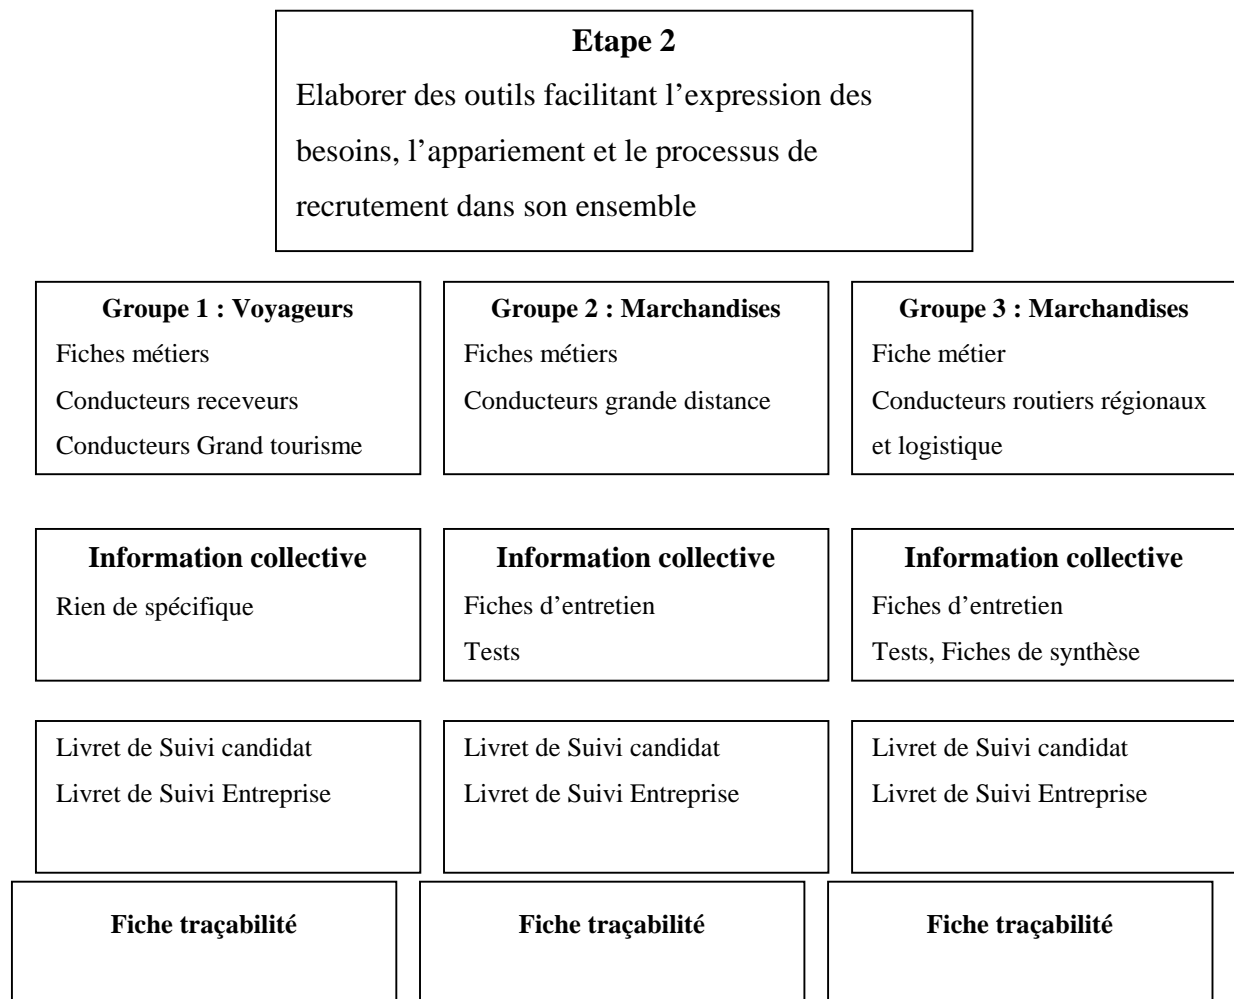 Etape 2
Elaborer des outils facilitant l’expression des
besoins, l’appariement et le processus de
recrutement dans son ensemble
Groupe 1 : Voyageurs
Fiches métiers
Conducteurs receveurs
Conducteurs Grand tourisme
Groupe 2 : Marchandises
Fiches métiers
Conducteurs grande distance
Groupe 3 : Marchandises
Fiche métier
Conducteurs routiers régionaux
et logistique
Information collective
Rien de spécifique
Information collective
Fiches d’entretien
Tests
Information collective
Fiches d’entretien
Tests, Fiches de synthèse
Livret de Suivi candidat
Livret de Suivi Entreprise
Livret de Suivi candidat
Livret de Suivi Entreprise
Livret de Suivi candidat
Livret de Suivi Entreprise
Fiche traçabilité
Fiche traçabilité
Fiche traçabilité